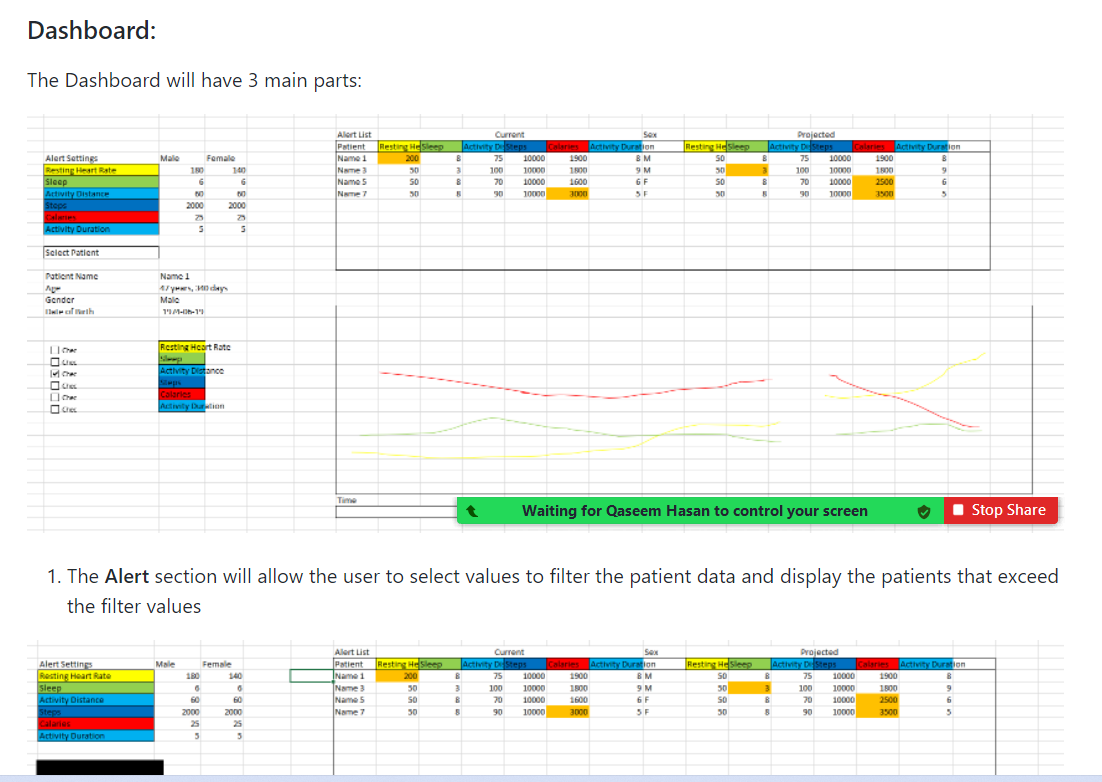 Dashboard:
The Dashboard will have 3 main parts:
Alert List Current Sex Projected
Patient Resting He Sleep Activity Di Steps Calories Activity Duration Resting He Sleep Activity Di Steps Calories Activity Duration
Alert Settings Male Female Name 1 200 8 75 10000 1900 8 M 50 8 75 10000 1900 8
Resting Heart Rate 180 140 Name 3 50 3 100 10000 1800 9 M 50 3 100 10000 1800 9
Sleep 6 6 Name 5 50 8 70 10000 1600 6 F 50 8 70 10000 2500 6
Activity Distance 60 60 Name 7 50 8 90 10000 3000 5 F 50 8 90 10000 3500 5
Steps 2000 2000
Calories 25 25
Activity Duration 5 5
Select Patient
Patient Name Name 1
Age 47 years, 340 days
Gender Male
Date of Birth 1974-06-19
Chec Resting Heart Rate
Chec Sleep
Chec Activity Distance
Chec Steps
Chec Calories
Chec Activity Duration
Time
Waiting for Qaseem Hasan to control your screen Stop Share
1. The Alert section will allow the user to select values to filter the patient data and display the patients that exceed
the filter values
Alert List Current Sex Projected
Alert Settings Male Female Patient Resting He Sleep Activity Di Steps Calories Activity Duration Resting He Sleep Activity Di Steps Calories Activity Duration
Resting Heart Rate 180 140 Name 1 200 8 75 10000 1900 8 M 50 8 75 10000 1900 8
Sleep 6 6 Name 3 50 3 100 10000 1800 9 M 50 3 100 10000 1800 9
Activity Distance 60 60 Name 5 50 8 70 10000 1600 6 F 50 8 70 10000 2500 6
Steps 2000 2000 Name 7 50 8 90 10000 3000 5 F 50 8 90 10000 3500 5
Calories 25 25
Activity Duration 5 5